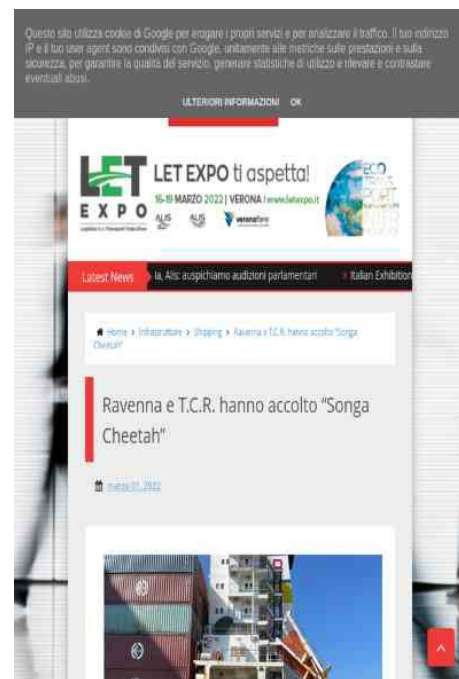 Questo sito utilizza cookie di Google per erogare i propri servizi e per analizzare il traffico. Il tuo indirizzo
IP e il tuo user agent sono condivisi con Google, unitamente alle metriche sulle prestazioni e sulla
sicurezza, per garantire la qualità del servizio, generare statistiche di utilizzo e rilevare e contrastare
eventuali abusi.
ULTERIORI INFORMAZIONI OK
LET EXPO
LET EXPO ti aspetta!
16-19 MARZO 2022 | VERONA | www.letexpo.it
ALIS ALIS veronafiere
ECO
Latest News
ia, Alis: auspichiamo audizioni parlamentari
Italian Exhibition
Home › Infrastrutture › Shipping › Ravenna e T.C.R. hanno accolto "Songa
Cheetah"
Ravenna e T.C.R. hanno accolto “Songa
Cheetah”
marzo 01, 2022